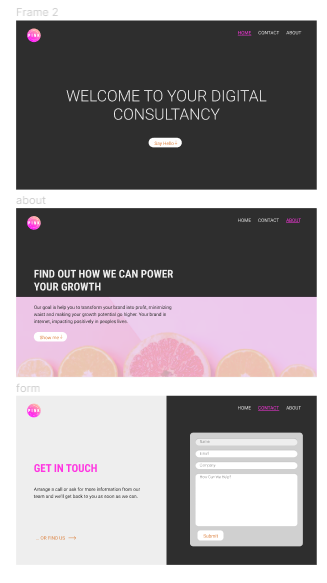 Frame 2
PINK
HOME CONTACT ABOUT
WELCOME TO YOUR DIGITAL
CONSULTANCY
Say Hello >
about
PINK
HOME CONTACT ABOUT
FIND OUT HOW WE CAN POWER
YOUR GROWTH
Our goal is help you to transform your brand into profit, minimizing
waist and making your growth potential go higher. Your brand in
internet, impacting positively in peoples lives.
Show me >
form
PINK
HOME CONTACT ABOUT
GET IN TOUCH
Arrange a call or ask for more information from our
team and we'll get back to you as soon as we can.
... OR FIND US
Name
Email
Company
How Can We Help?
Submit